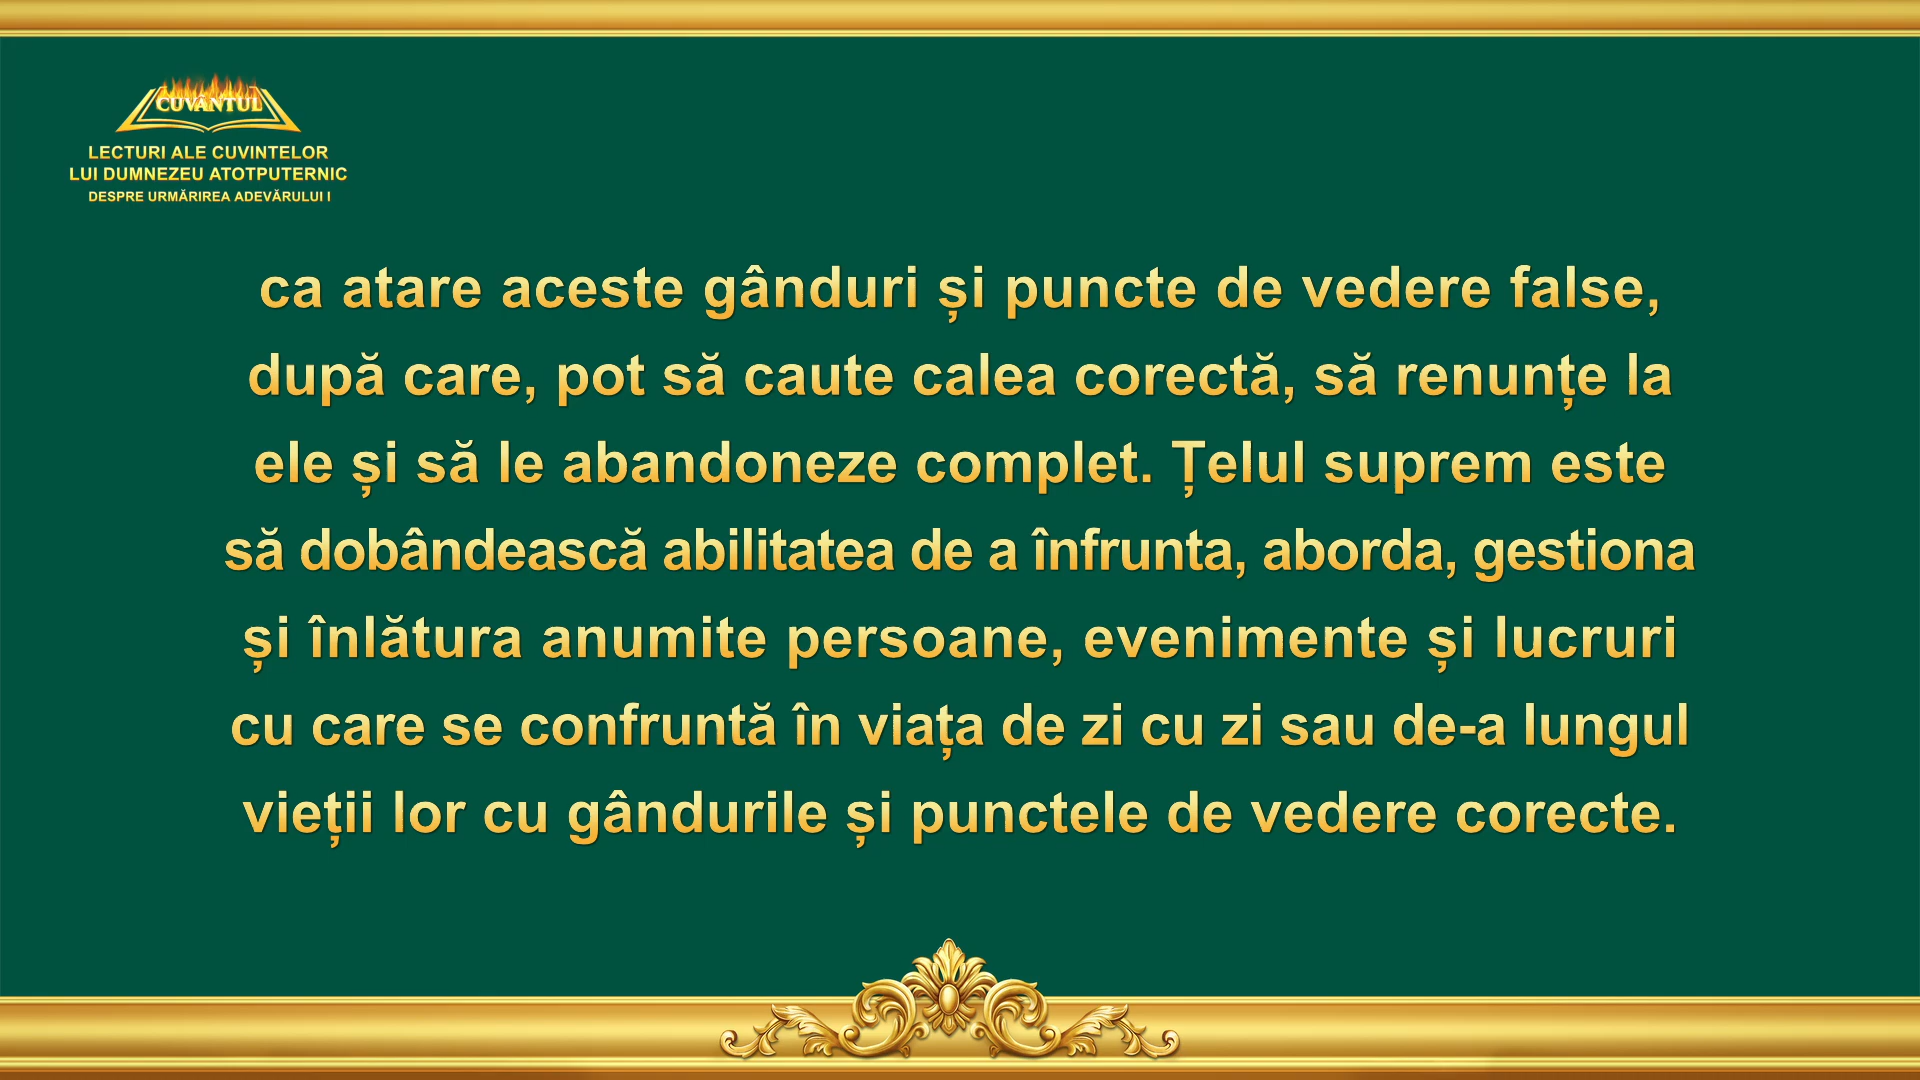 CUVÂNTUL
LECTURI ALE CUVINTELOR
LUI DUMNEZEU ATOTPUTERNIC
DESPRE URMĂRIREA ADEVĂRULUI I
ca atare aceste gânduri și puncte de vedere false,
după care, pot să caute calea corectă, să renunțe la
ele și să le abandoneze complet. Țelul suprem este
să dobândească abilitatea de a înfrunta, aborda, gestiona
și înlătura anumite persoane, evenimente și lucruri
cu care se confruntă în viața de zi cu zi sau de-a lungul
vieții lor cu gândurile și punctele de vedere corecte.